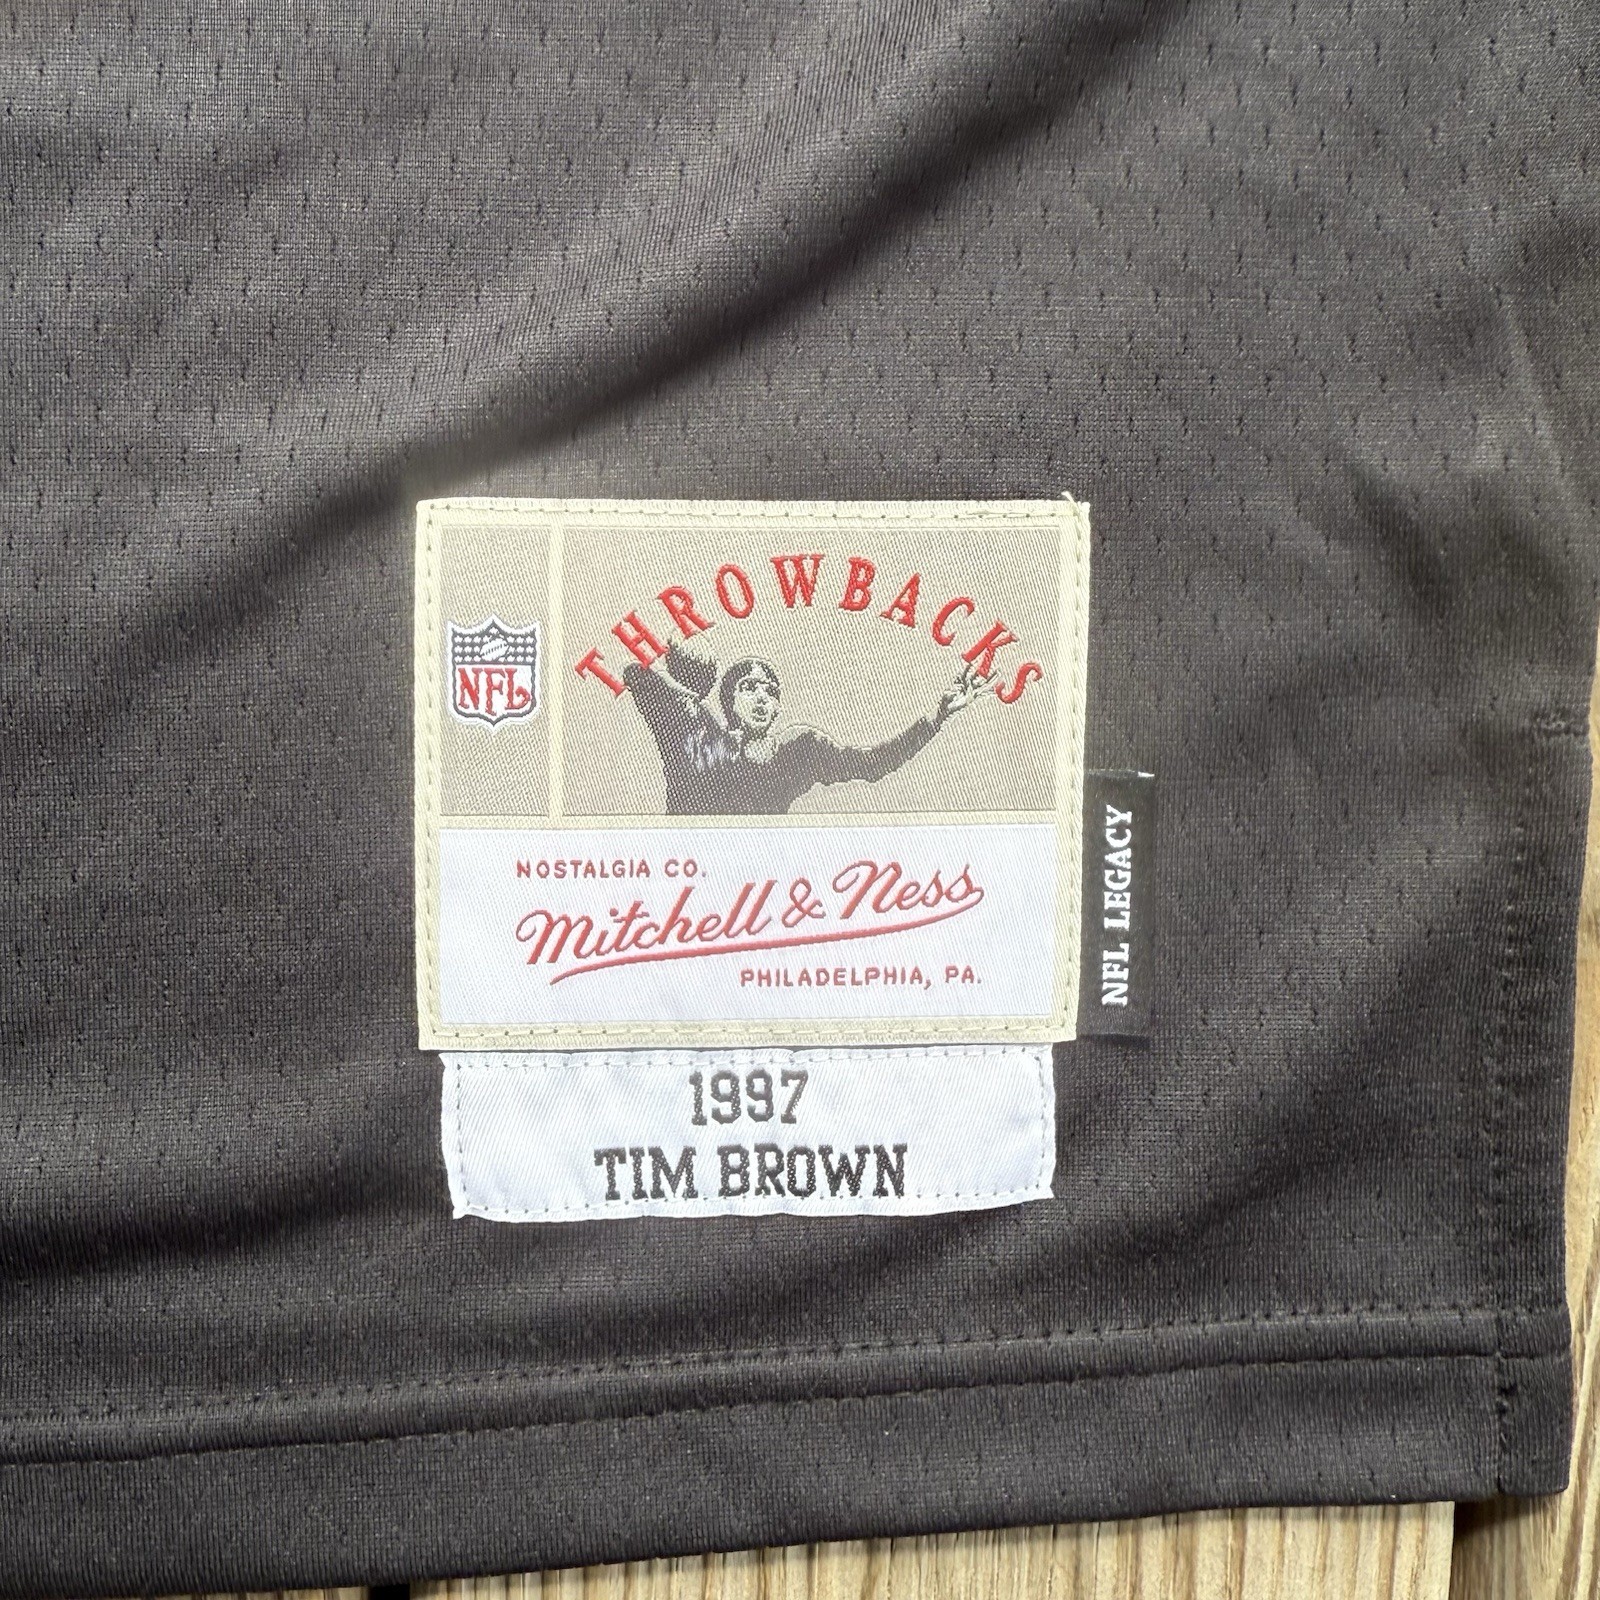 THROWBACKS
NFL
NOSTALGIA CO.
Mitchell & Ness
PHILADELPHIA, PA.
NFL LEGACY
1997
TIM BROWN